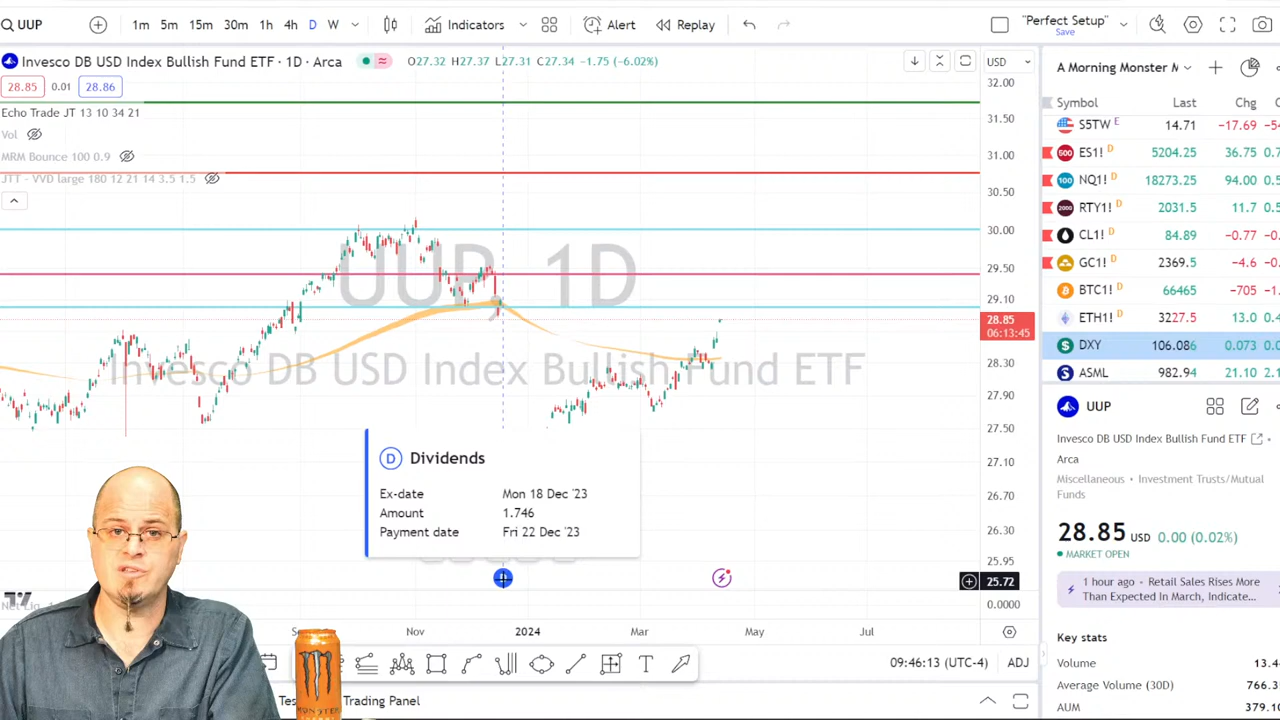 UUP 1m 5m 15m 30m 1h 4h D W Indicators Alert Replay "Perfect Setup"
Save
Invesco DB USD Index Bullish Fund ETF · 1D · Arca O27.32 H27.37 L27.31 C27.34 −1.75 (−6.02%)
28.85 0.01 28.86
Echo Trade JT 13 10 34 21
Vol
MRM Bounce 100 0.9
JTT - VVD large 180 12 21 14 3.5 1.5
UUP, 1D
Invesco DB USD Index Bullish Fund ETF
USD
32.00
31.50
31.00
30.50
30.00
29.50
29.10
28.85
06:13:45
28.30
27.90
27.50
27.10
26.70
26.30
25.95
25.72
0.0000
D Dividends
Ex-date Mon 18 Dec '23
Amount 1.746
Payment date Fri 22 Dec '23
D
Nov 2024 Mar May Jul
09:46:13 (UTC-4) ADJ
Trading Panel
MONSTER
A Morning Monster M
Symbol Last Chg
S5TW E 14.71 −17.69
ES1! D 5204.25 36.75
NQ1! D 18273.25 94.00
RTY1! D 2031.5 11.7
CL1! D 84.89 −0.77
GC1! D 2369.5 −4.6
BTC1! D 66465 −705
ETH1! D 3227.5 13.0
DXY 106.086 0.073
ASML 982.94 21.10
UUP
Invesco DB USD Index Bullish Fund ETF •
Arca
Miscellaneous • Investment Trusts/Mutual
Funds
28.85 USD 0.00 (0.02%)
MARKET OPEN
1 hour ago • Retail Sales Rises More
Than Expected In March, Indicate...
Key stats
Volume 13.4
Average Volume (30D) 766.3
AUM 379.1